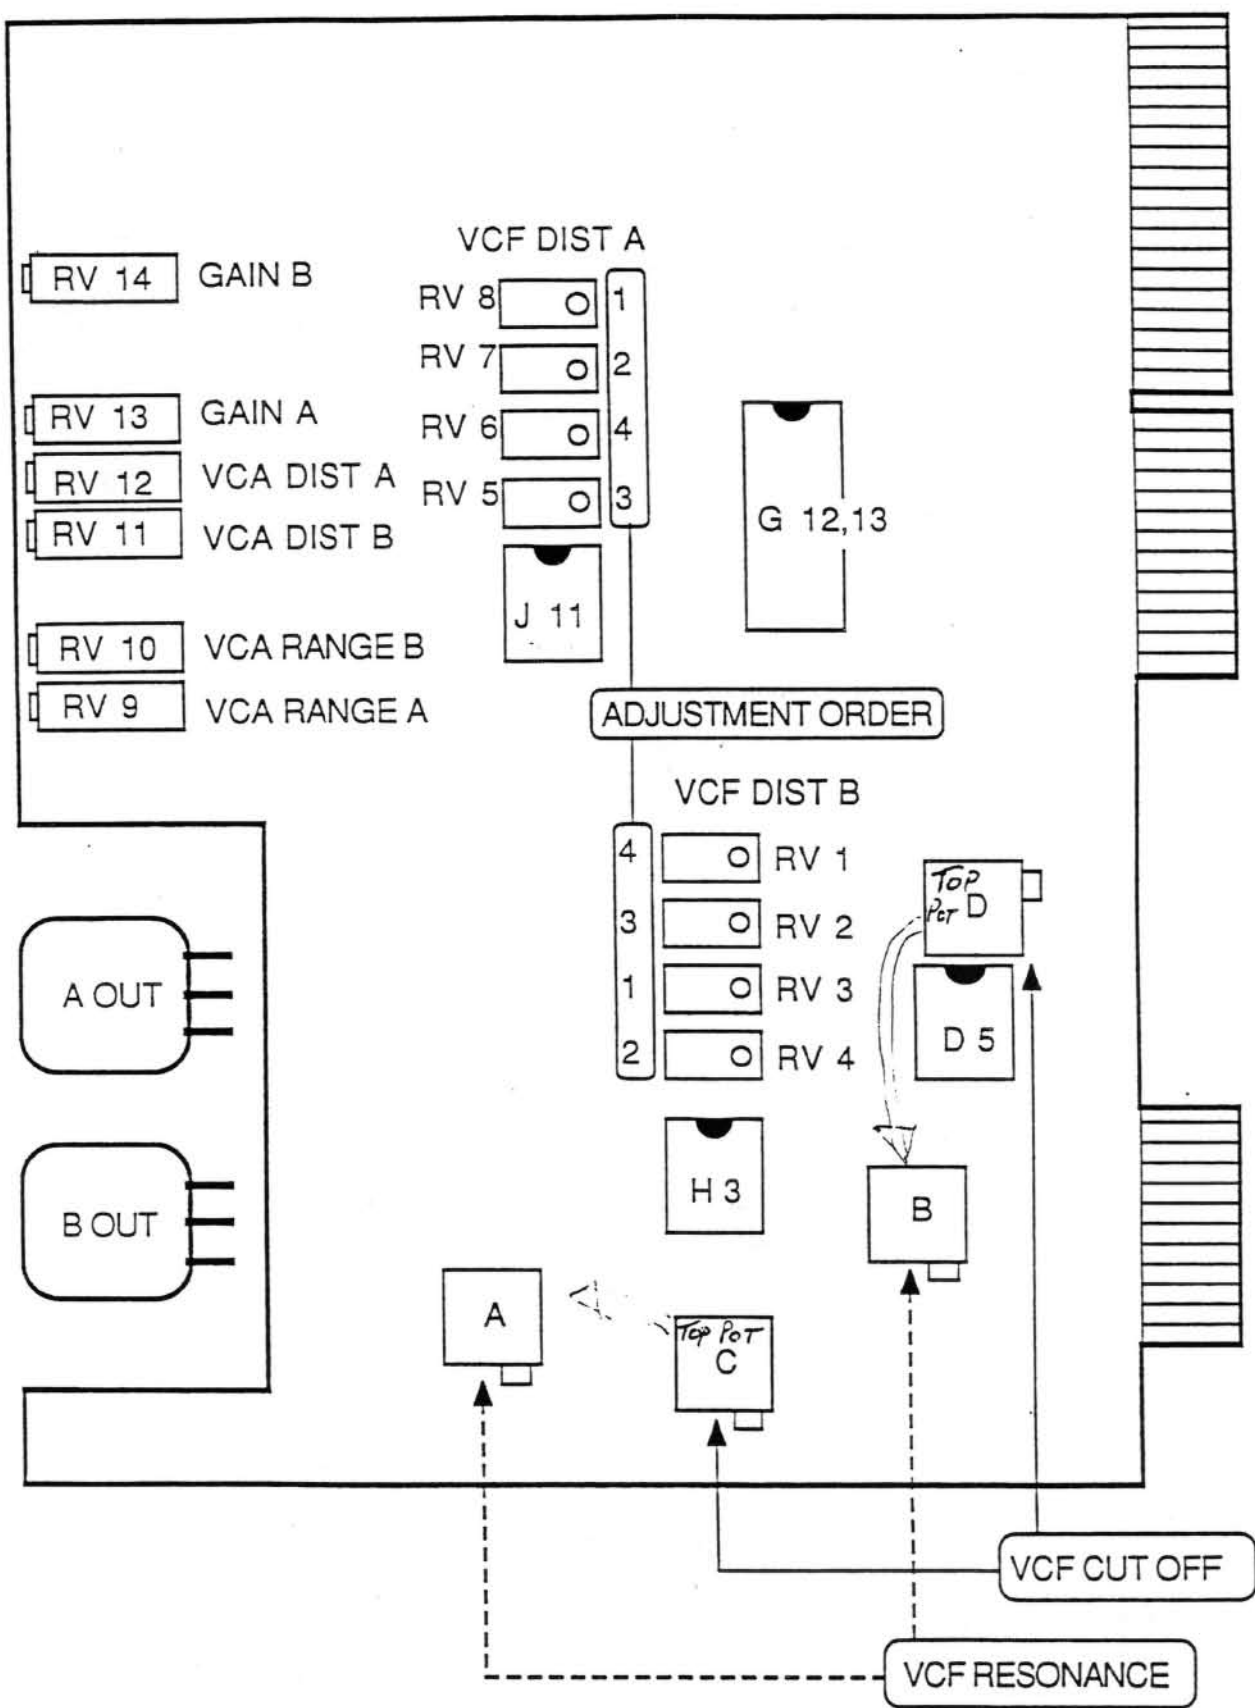 VCF DIST A
RV 14 GAIN B
RV 8 1
RV 7 2
RV 13 GAIN A
RV 6 4
RV 12 VCA DIST A
RV 5 3
RV 11 VCA DIST B
G 12,13
J 11
RV 10 VCA RANGE B
RV 9 VCA RANGE A
ADJUSTMENT ORDER
VCF DIST B
4 RV 1
3 RV 2
1 RV 3
2 RV 4
TOP
POT D
D 5
A OUT
H 3
B
B OUT
A
TOP POT
C
VCF CUT OFF
VCF RESONANCE